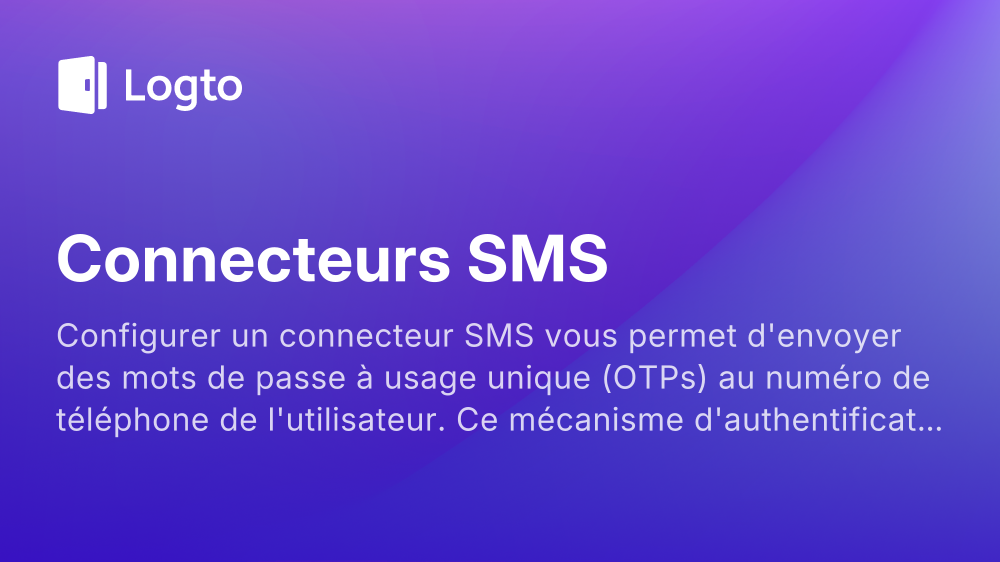 Logto
Connecteurs SMS
Configurer un connecteur SMS vous permet d'envoyer
des mots de passe à usage unique (OTPs) au numéro de
téléphone de l'utilisateur. Ce mécanisme d'authentificat...